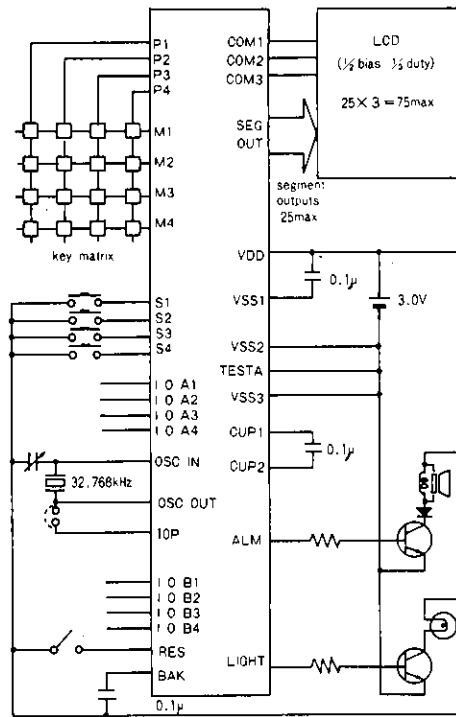 P1
P2
P3
P4
M1
M2
M3
M4
key matrix
S1
S2
S3
S4
I O A1
I O A2
I O A3
I O A4
OSC IN
32.768kHz
OSC OUT
10P
I O B1
I O B2
I O B3
I O B4
RES
BAK
0.1μ
COM1
COM2
COM3
SEG
OUT
segment
outputs
25max
LCD
(½ bias ⅓ duty)
25 × 3 = 75max
VDD
0.1μ
VSS1
3.0V
VSS2
TESTA
VSS3
CUP1
0.1μ
CUP2
ALM
LIGHT